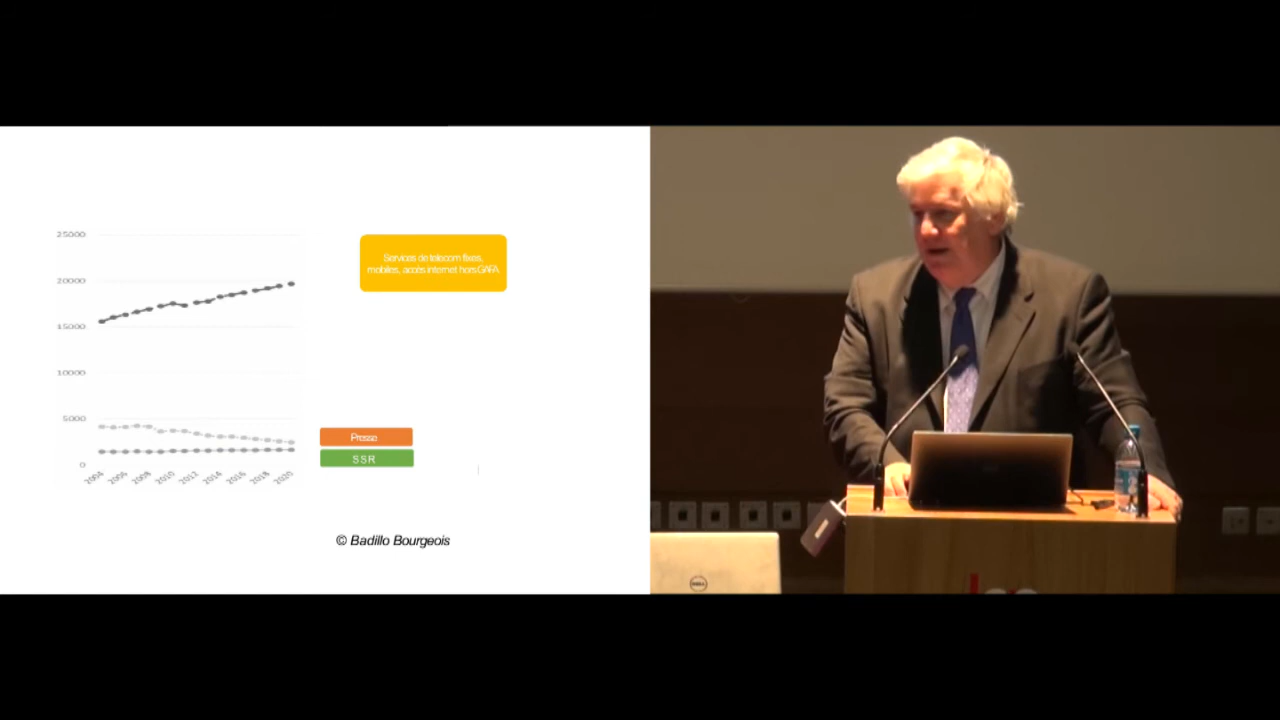 25000
20000
15000
10000
5000
0
2004 2006 2008 2010 2012 2014 2016 2018 2020
Services de telecom fixes,
mobiles, accès internet hors GAFA
Presse
SSR
© Badillo Bourgeois
DELL